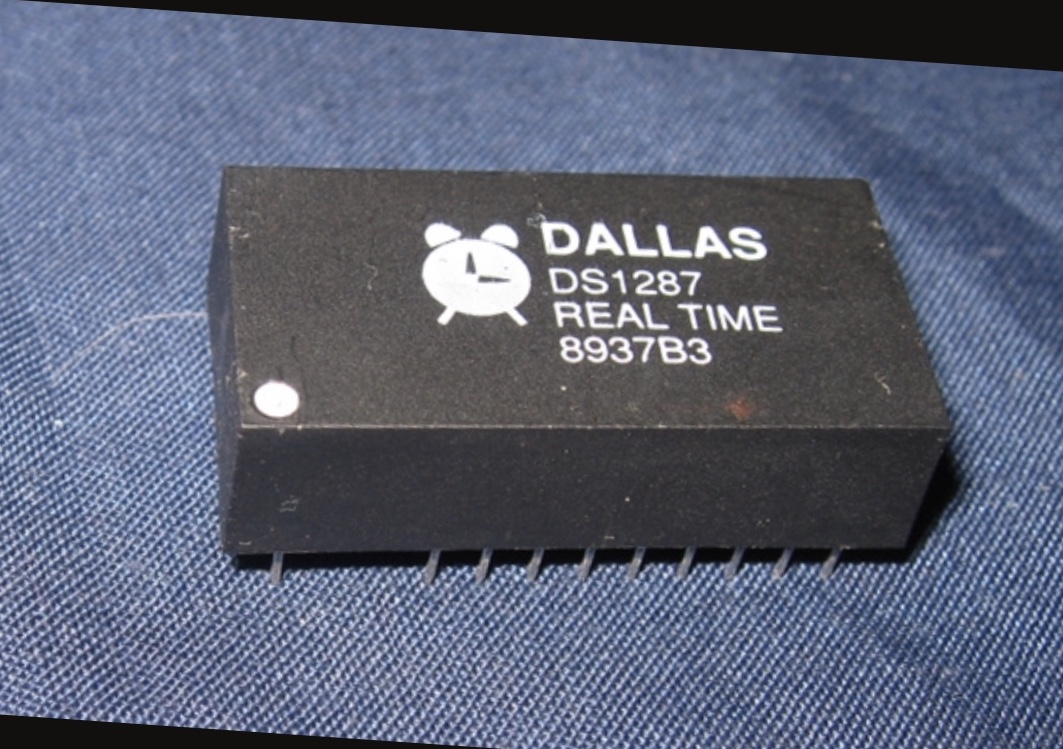 DALLAS
DS1287
REAL TIME
8937B3